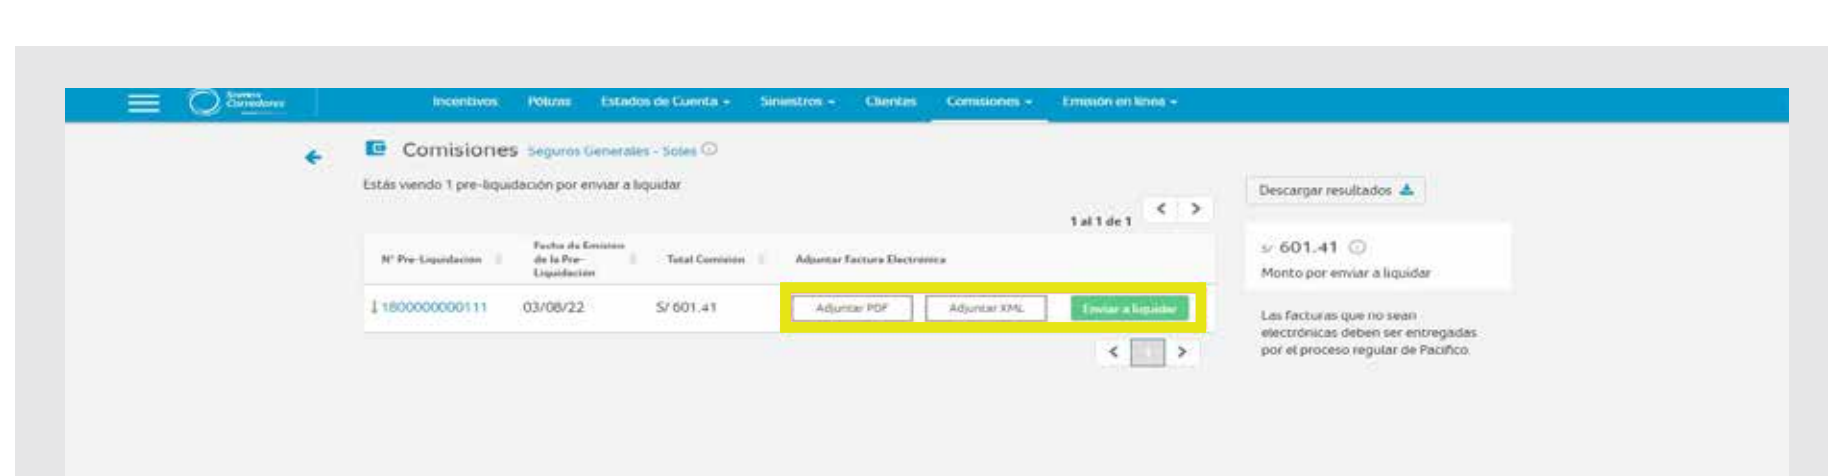 Seguros
Corredores
Incentivos Pólizas Estados de Cuenta Siniestros Clientes Comisiones Emisión en línea
Comisiones Seguros Generales - Soles
Estás viendo 1 pre-liquidación por enviar a liquidar
Descargar resultados
1 al 1 de 1 < >
N° Pre-Liquidación Fecha de Emisión de la Pre-Liquidación Total Comisión Adjuntar Factura Electrónica
S/ 601.41
Monto por enviar a liquidar
1800000000111 03/08/22 S/ 601.41 Adjuntar PDF Adjuntar XML Enviar a liquidar
< 1 >
Las facturas que no sean
electrónicas deben ser entregadas
por el proceso regular de Pacífico.